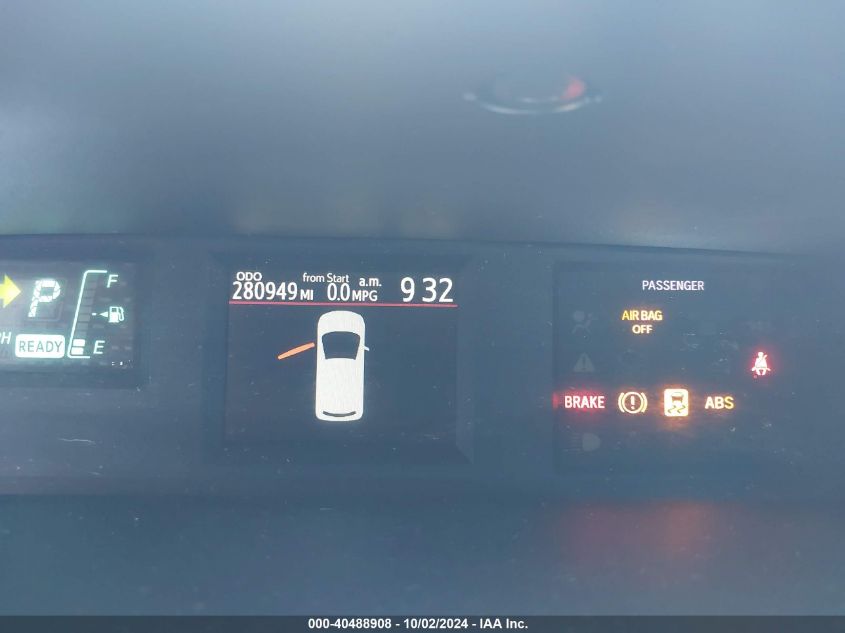 P
F
PH
READY
E
ODO
from Start
a.m.
280949 MI
0.0 MPG
9 32
PASSENGER
AIR BAG
OFF
BRAKE
ABS
000-40488908 - 10/02/2024 - IAA Inc.